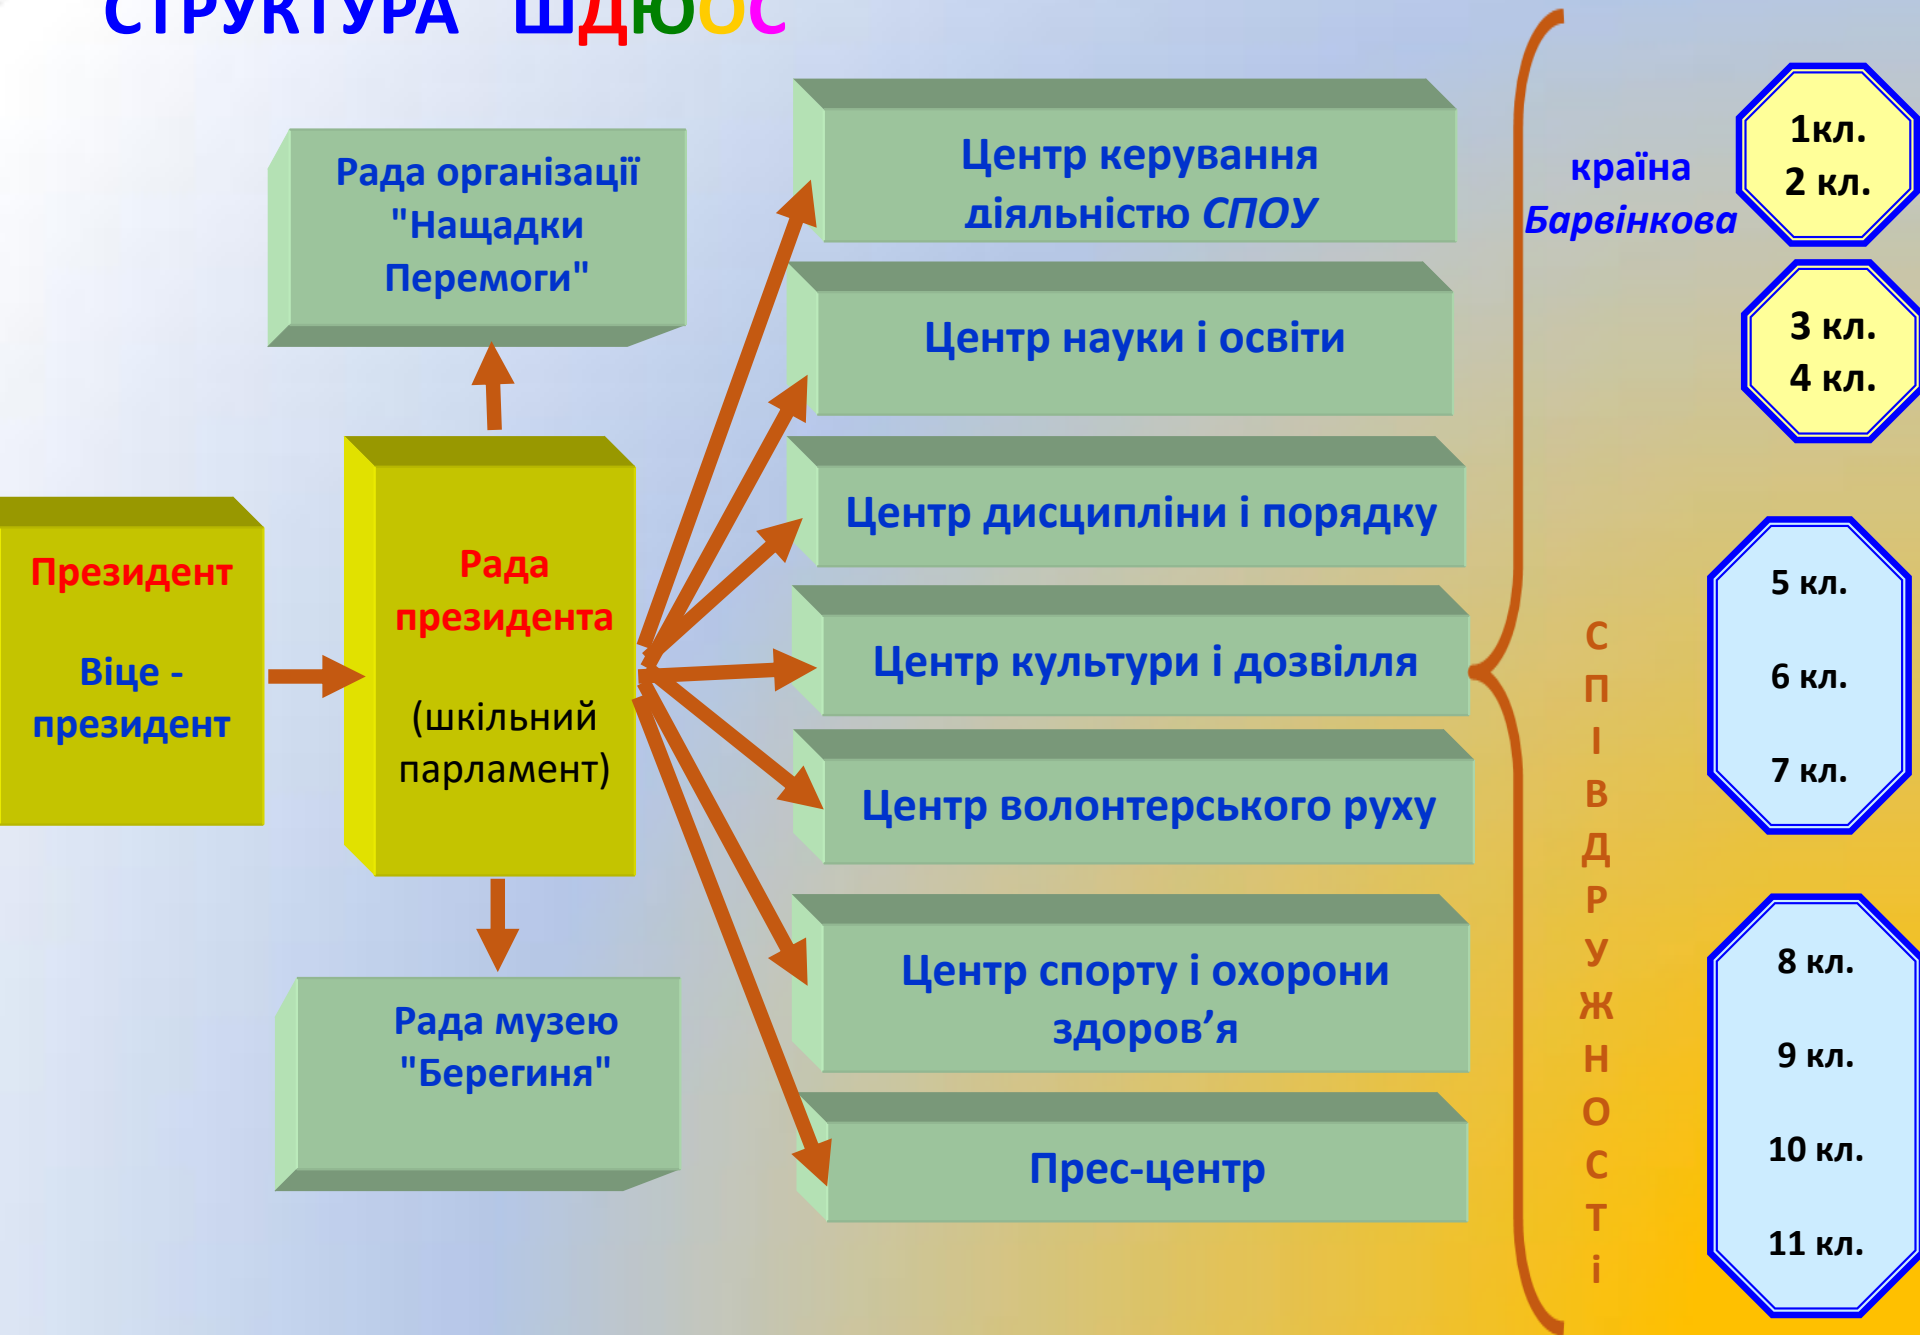 СТРУКТУРА ШДЮОС
Рада організації
"Нащадки
Перемоги"
Президент
Віце -
президент
Рада
президента
(шкільний
парламент)
Рада музею
"Берегиня"
Центр керування
діяльністю СПОУ
Центр науки і освіти
Центр дисципліни і порядку
Центр культури і дозвілля
Центр волонтерського руху
Центр спорту і охорони
здоров’я
Прес-центр
країна
Барвінкова
С
П
І
В
Д
Р
У
Ж
Н
О
С
Т
і
1кл.
2 кл.
3 кл.
4 кл.
5 кл.
6 кл.
7 кл.
8 кл.
9 кл.
10 кл.
11 кл.